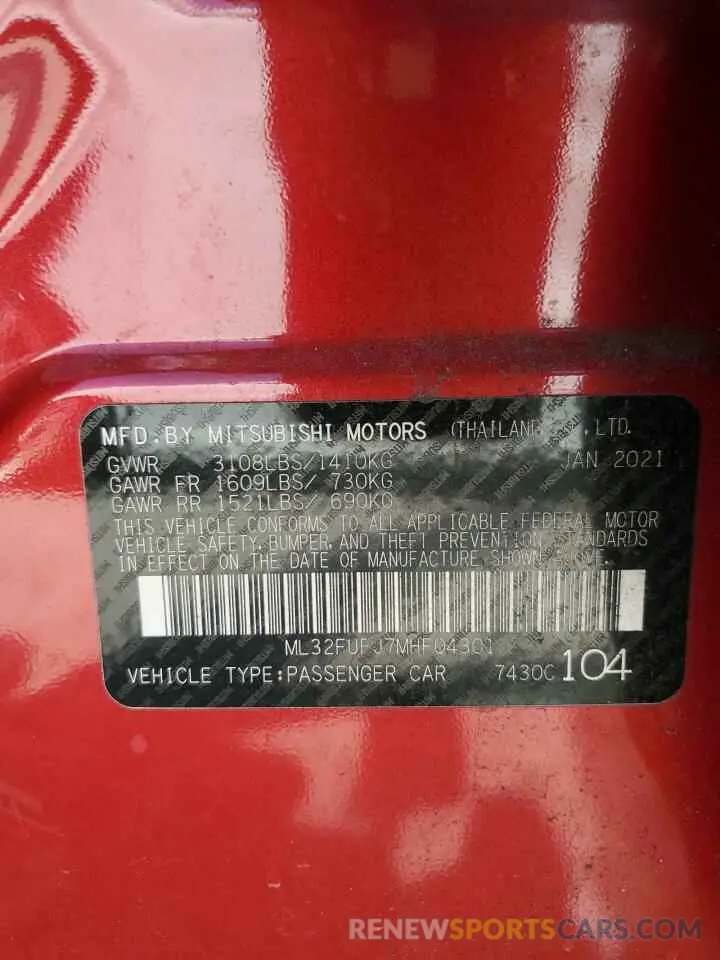 MFD.BY MITSUBISHI MOTORS (THAILAND) CO., LTD.
GVWR 3108LBS/1410KG JAN 2021
GAWR FR 1609LBS/ 730KG
GAWR RR 1521LBS/ 690KG
THIS VEHICLE CONFORMS TO ALL APPLICABLE FEDERAL MOTOR
VEHICLE SAFETY, BUMPER, AND THEFT PREVENTION STANDARDS
IN EFFECT ON THE DATE OF MANUFACTURE SHOWN ABOVE.
ML32FUFJ7MHF04301
VEHICLE TYPE:PASSENGER CAR 7430C 104
RENEWSPORTSCARS.COM